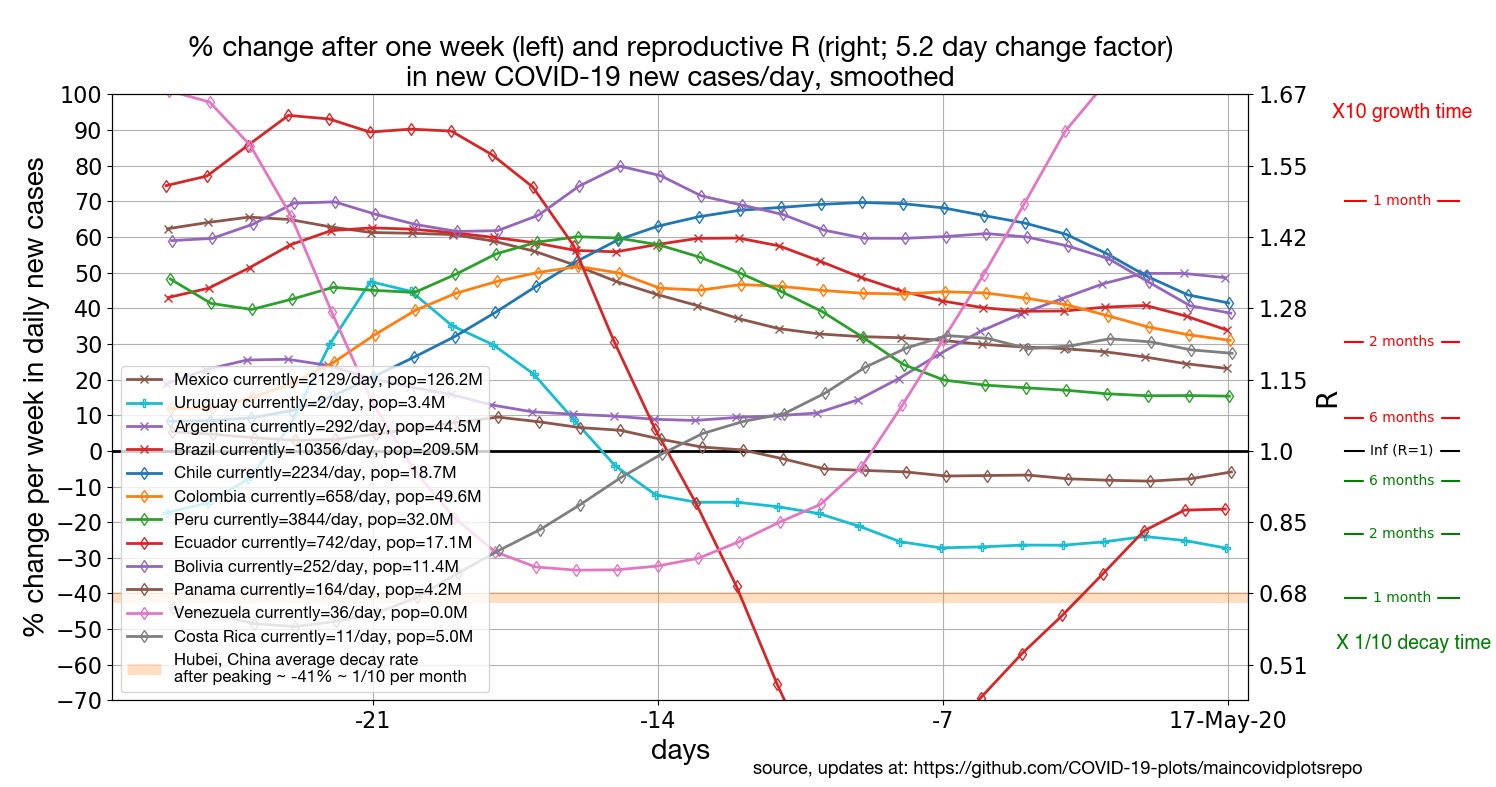 % change after one week (left) and reproductive R (right; 5.2 day change factor)
in new COVID-19 new cases/day, smoothed
% change per week in daily new cases
100
90
80
70
60
50
40
30
20
10
0
−10
−20
−30
−40
−50
−60
−70
Mexico currently=2129/day, pop=126.2M
Uruguay currently=2/day, pop=3.4M
Argentina currently=292/day, pop=44.5M
Brazil currently=10356/day, pop=209.5M
Chile currently=2234/day, pop=18.7M
Colombia currently=658/day, pop=49.6M
Peru currently=3844/day, pop=32.0M
Ecuador currently=742/day, pop=17.1M
Bolivia currently=252/day, pop=11.4M
Panama currently=164/day, pop=4.2M
Venezuela currently=36/day, pop=0.0M
Costa Rica currently=11/day, pop=5.0M
Hubei, China average decay rate
after peaking ~ -41% ~ 1/10 per month
-21
-14
-7
17-May-20
days
1.67
1.55
1.42
1.28
1.15
1.0
0.85
0.68
0.51
R
X10 growth time
1 month
2 months
6 months
Inf (R=1)
6 months
2 months
1 month
X 1/10 decay time
source, updates at: https://github.com/COVID-19-plots/maincovidplotsrepo